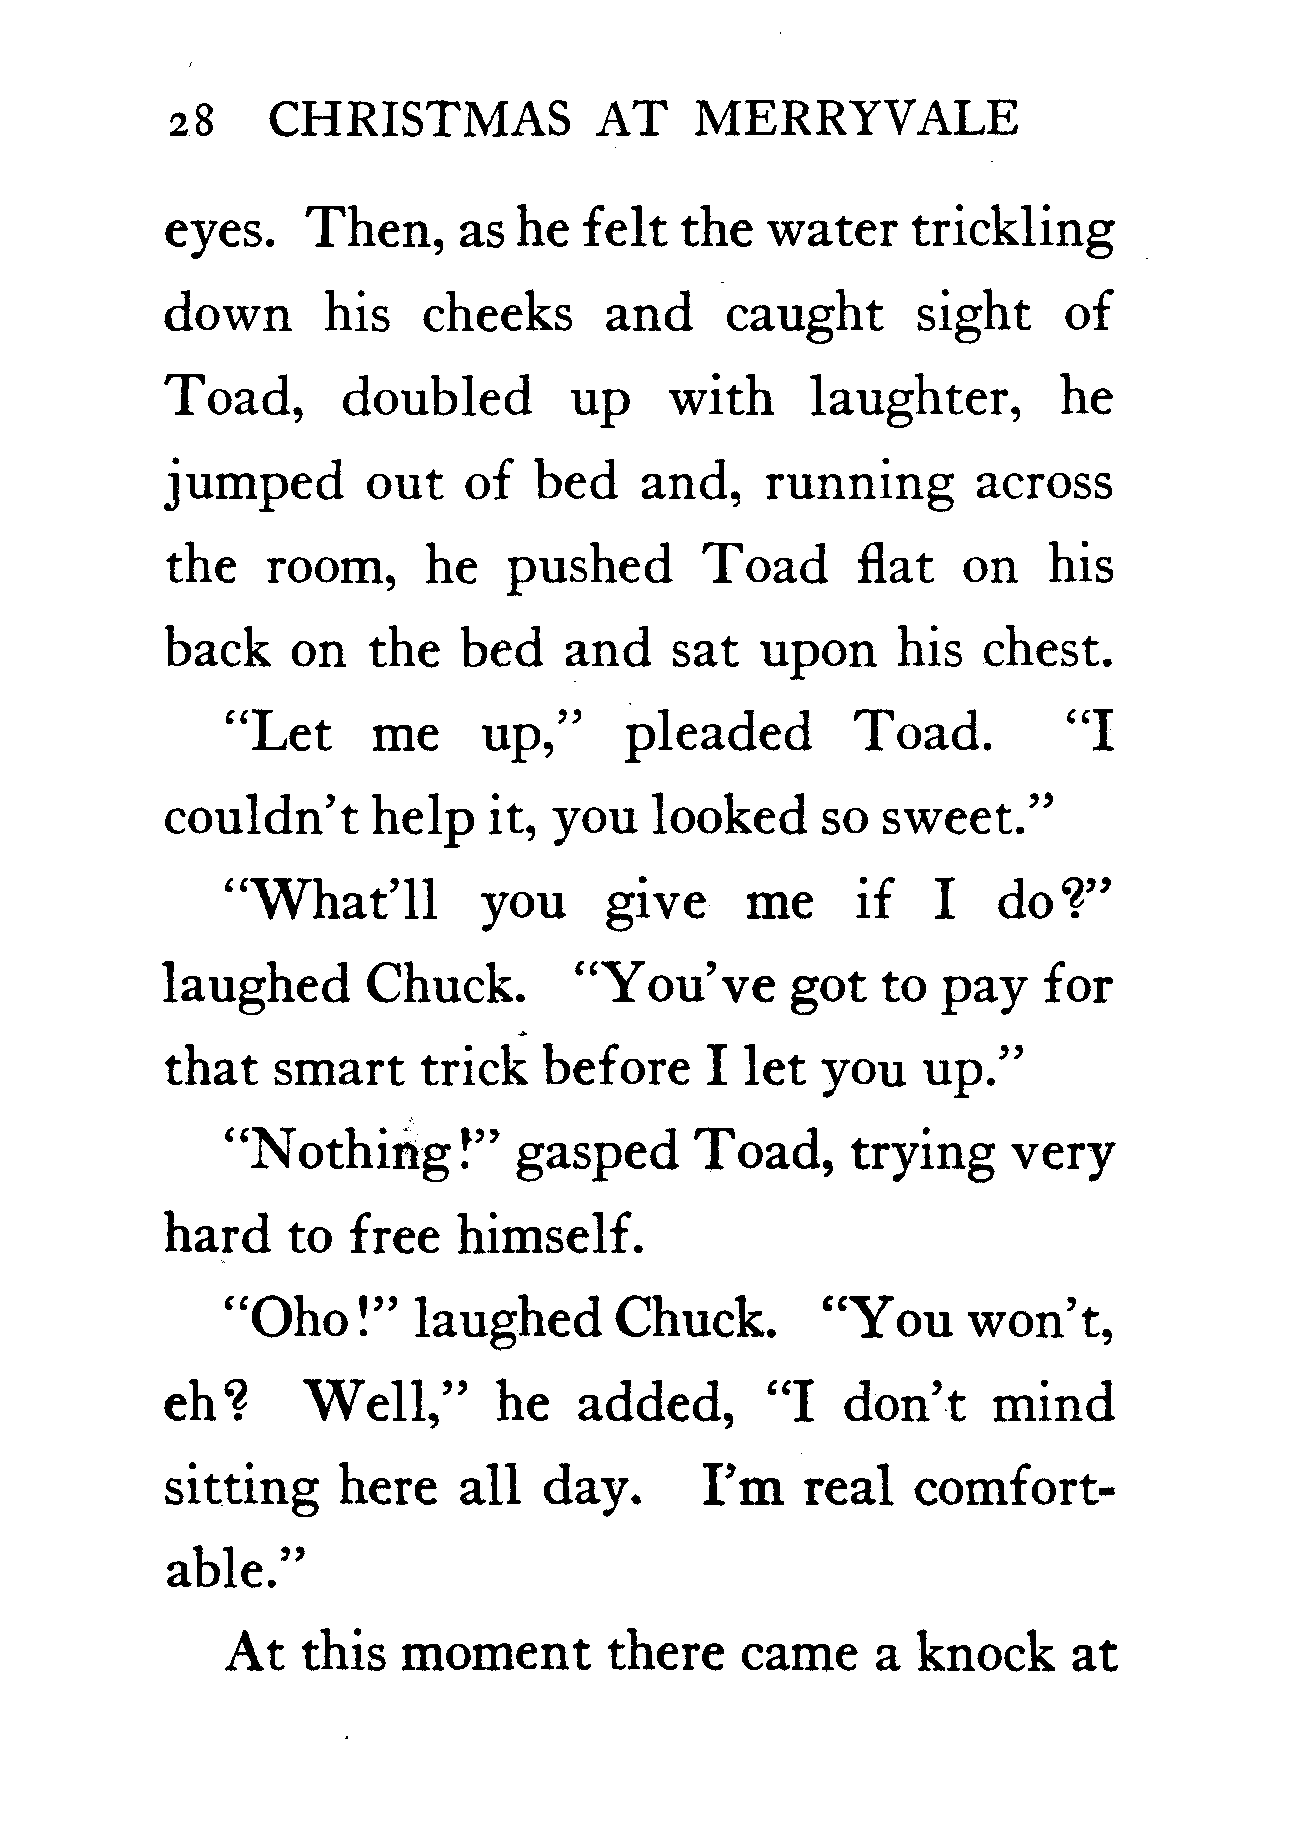 28 CHRISTMAS AT MERRYVALE
eyes. Then, as he felt the water trickling
down his cheeks and caught sight of
Toad, doubled up with laughter, he
jumped out of bed and, running across
the room, he pushed Toad flat on his
back on the bed and sat upon his chest.
“Let me up,” pleaded Toad. “I
couldn’t help it, you looked so sweet.”
“What’ll you give me if I do?”
laughed Chuck. “You’ve got to pay for
that smart trick before I let you up.”
“Nothing!” gasped Toad, trying very
hard to free himself.
“Oho!” laughed Chuck. “You won’t,
eh? Well,” he added, “I don’t mind
sitting here all day. I’m real comfort-
able.”
At this moment there came a knock at